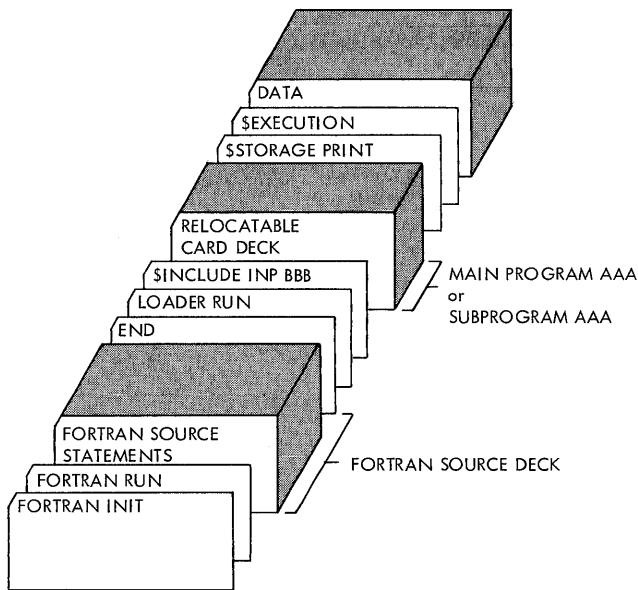 DATA
$EXECUTION
$STORAGE PRINT
RELOCATABLE
CARD DECK
$INCLUDE INP BBB
LOADER RUN
END
MAIN PROGRAM AAA
or
SUBPROGRAM AAA
FORTRAN SOURCE
STATEMENTS
FORTRAN RUN
FORTRAN INIT
FORTRAN SOURCE DECK